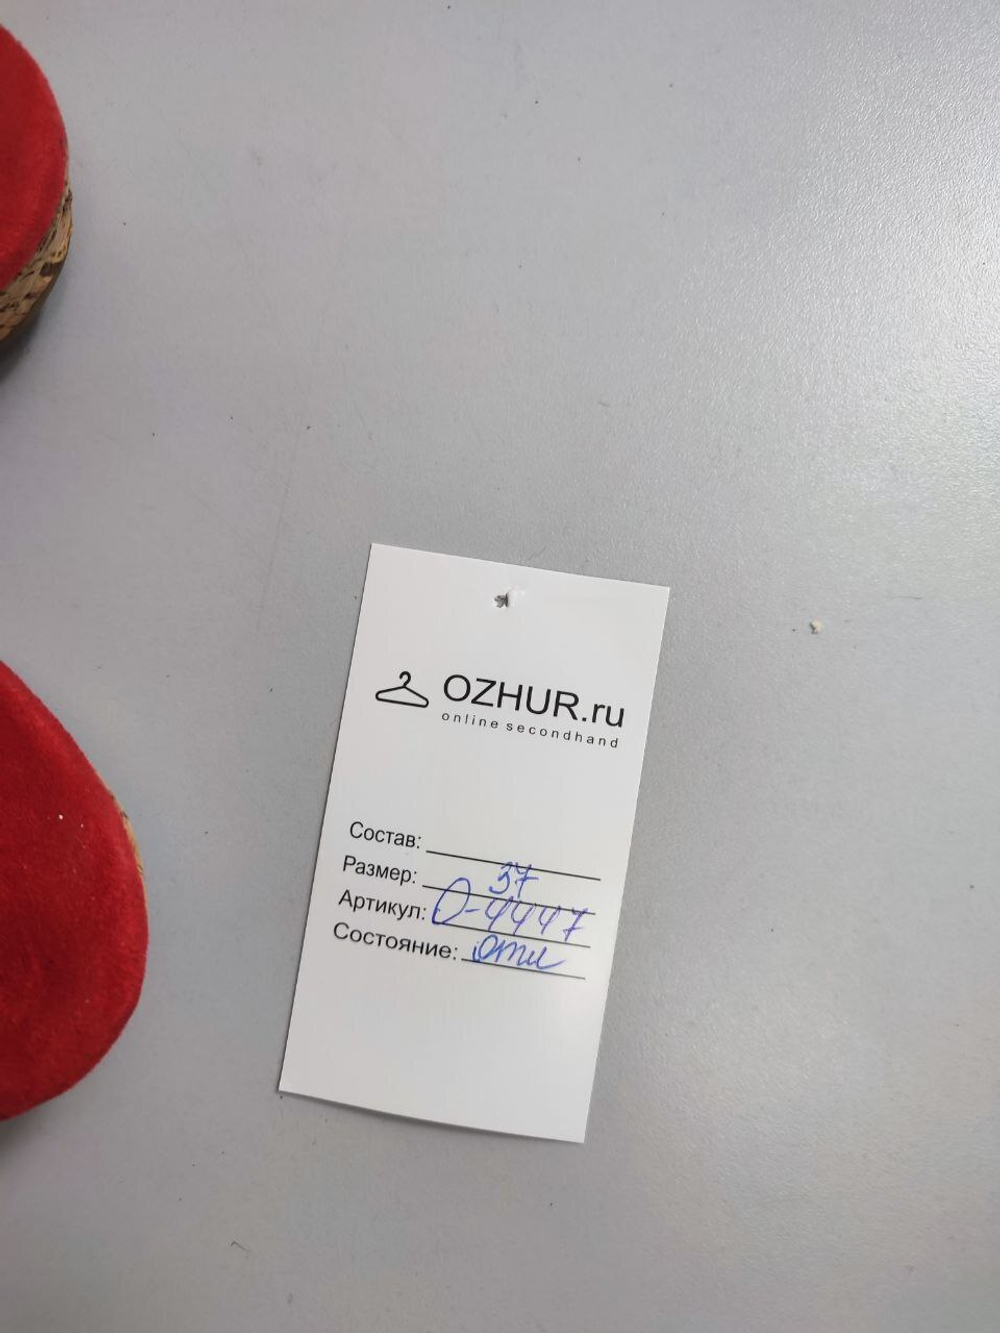 OZHUR.ru
online secondhand
Состав:
Размер: 37
Артикул: О-4447
Состояние: отл